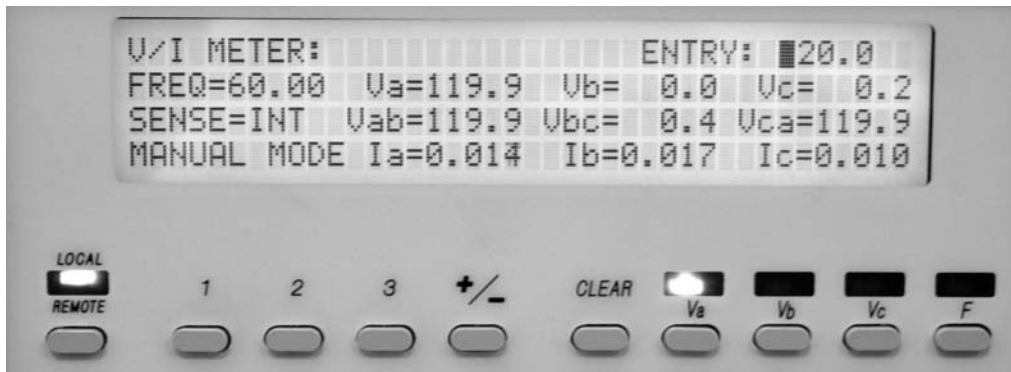 V/I METER: ENTRY: █20.0
FREQ=60.00 Va=119.9 Vb= 0.0 Vc= 0.2
SENSE=INT Vab=119.9 Vbc= 0.4 Vca=119.9
MANUAL MODE Ia=0.014 Ib=0.017 Ic=0.010
LOCAL
REMOTE
1 2 3 +/- CLEAR Va Vb Vc F